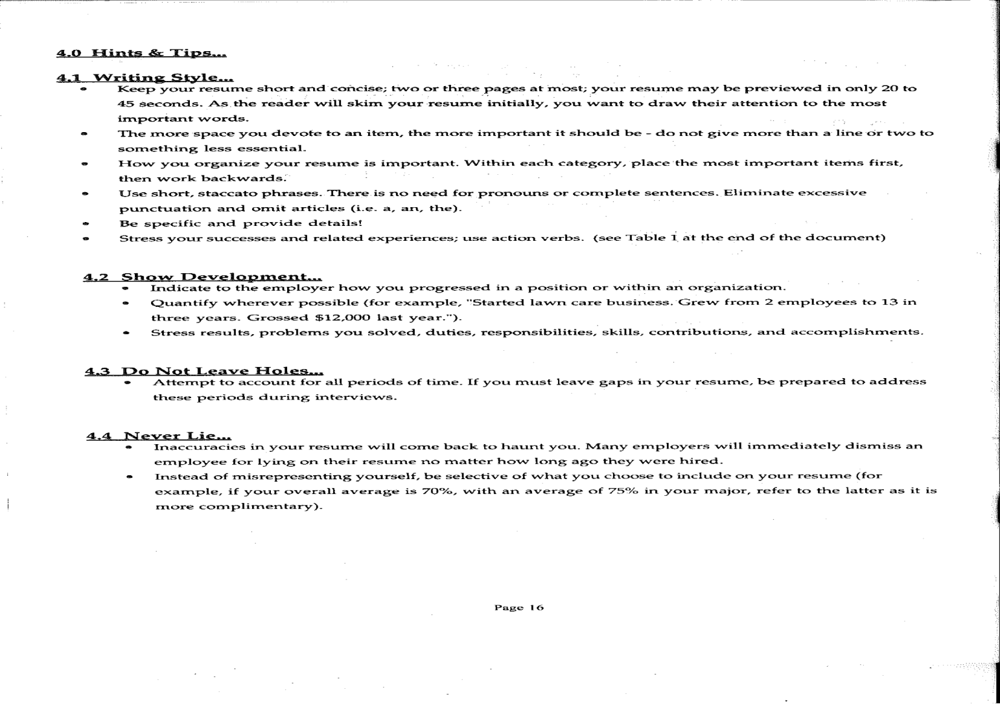 4.0 Hints & Tips...
4.1 Writing Style...
• Keep your resume short and concise; two or three pages at most; your resume may be previewed in only 20 to
45 seconds. As the reader will skim your resume initially, you want to draw their attention to the most
important words.
• The more space you devote to an item, the more important it should be - do not give more than a line or two to
something less essential.
• How you organize your resume is important. Within each category, place the most important items first,
then work backwards.
• Use short, staccato phrases. There is no need for pronouns or complete sentences. Eliminate excessive
punctuation and omit articles (i.e. a, an, the).
• Be specific and provide details!
• Stress your successes and related experiences; use action verbs. (see Table 1 at the end of the document)
4.2 Show Development...
• Indicate to the employer how you progressed in a position or within an organization.
• Quantify wherever possible (for example, "Started lawn care business. Grew from 2 employees to 13 in
three years. Grossed $12,000 last year.").
• Stress results, problems you solved, duties, responsibilities, skills, contributions, and accomplishments.
4.3 Do Not Leave Holes...
• Attempt to account for all periods of time. If you must leave gaps in your resume, be prepared to address
these periods during interviews.
4.4 Never Lie...
• Inaccuracies in your resume will come back to haunt you. Many employers will immediately dismiss an
employee for lying on their resume no matter how long ago they were hired.
• Instead of misrepresenting yourself, be selective of what you choose to include on your resume (for
example, if your overall average is 70%, with an average of 75% in your major, refer to the latter as it is
more complimentary).
Page 16